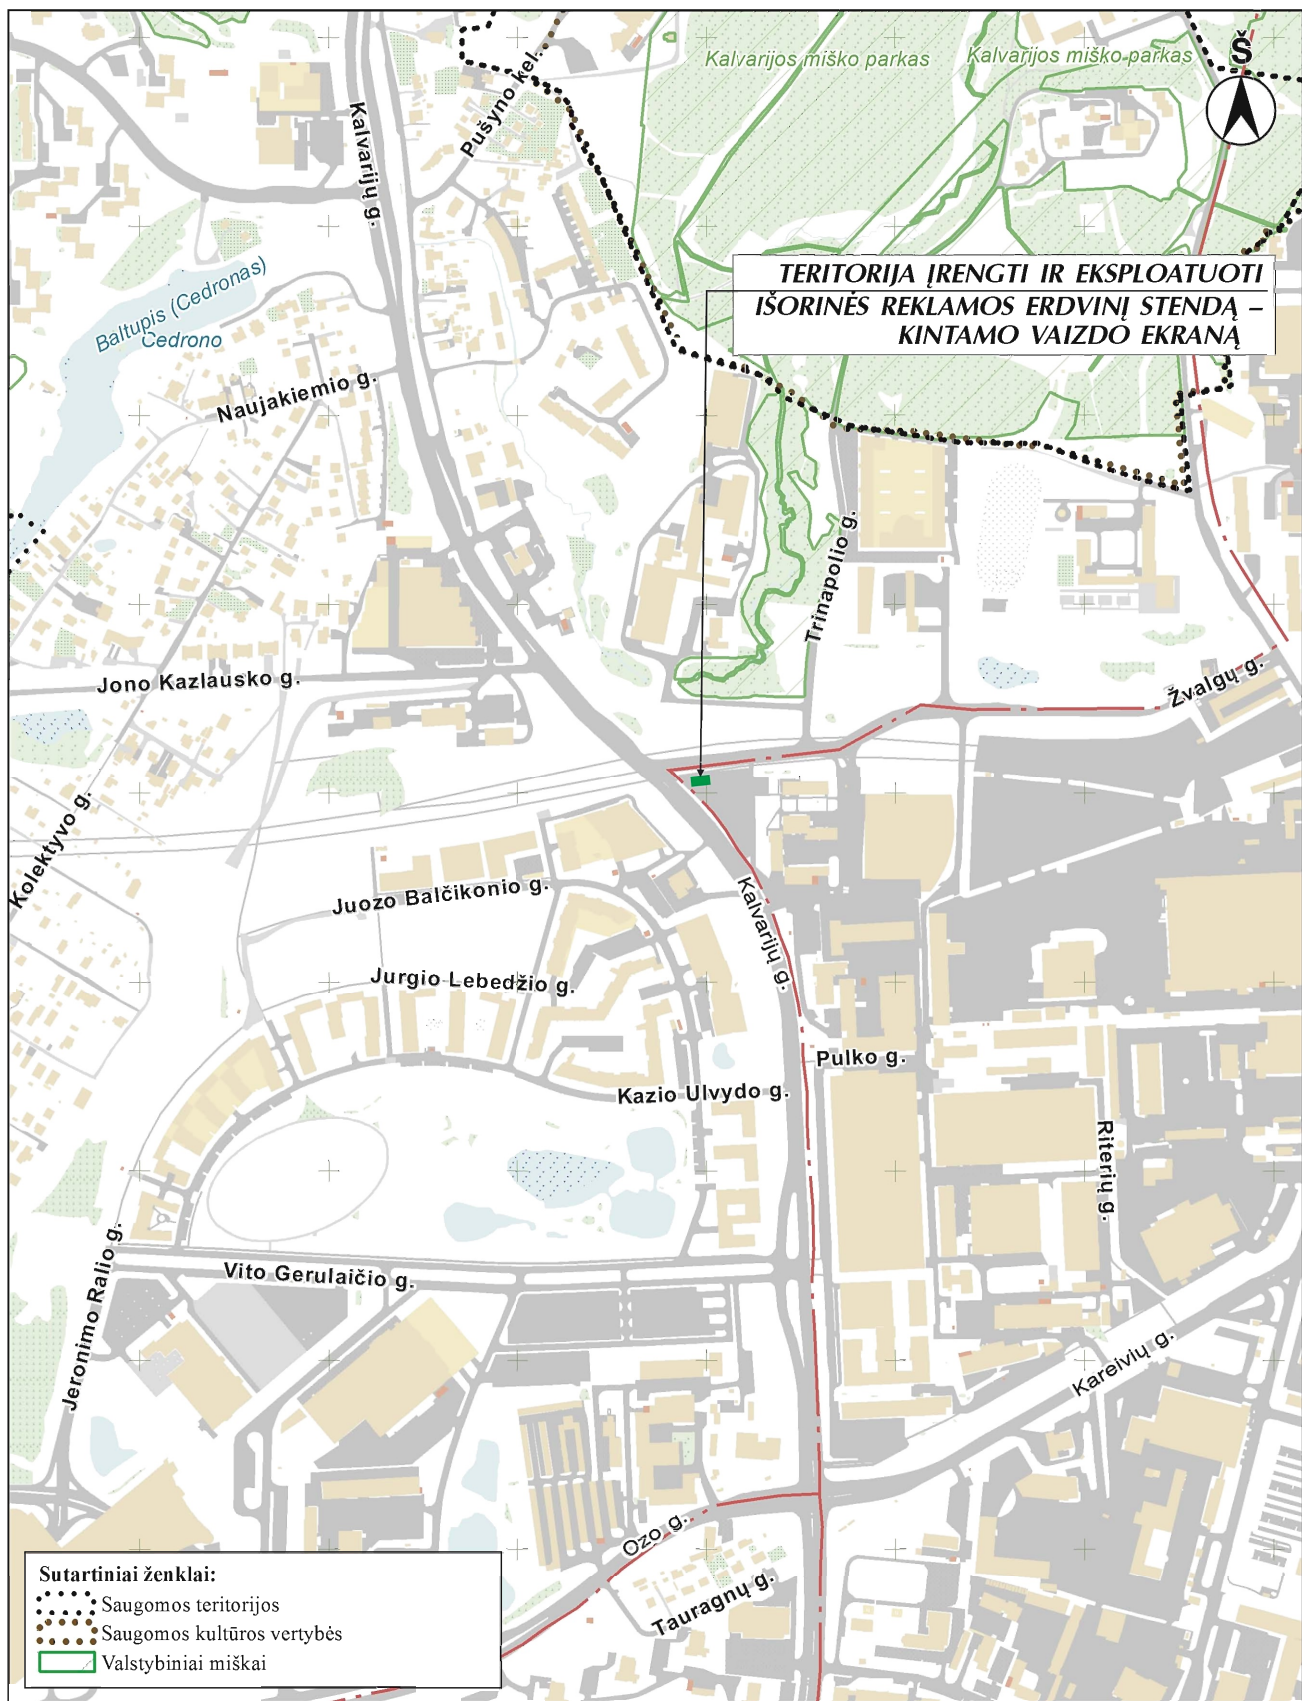 Kalvarijos miško parkas
Kalvarijos miško parkas
Š
Pušyno kel.
Kalvarijų g.
TERITORIJA ĮRENGTI IR EKSPLOATUOTI
IŠORINĖS REKLAMOS ERDVINĮ STENDĄ –
KINTAMO VAIZDO EKRANĄ
Baltupis (Cedronas)
Cedrono
Naujakiemio g.
Trinapolio g.
Jono Kazlausko g.
Žvalgų g.
Kolektyvo g.
Juozo Balčikonio g.
Kalvarijų g.
Jurgio Lebedžio g.
Pulko g.
Kazio Ulvydo g.
Riterių g.
Vito Gerulaičio g.
Jeronimo Ralio g.
Kareivių g.
Ozo g.
Tauragnų g.
Sutartiniai ženklai:
Saugomos teritorijos
Saugomos kultūros vertybės
Valstybiniai miškai